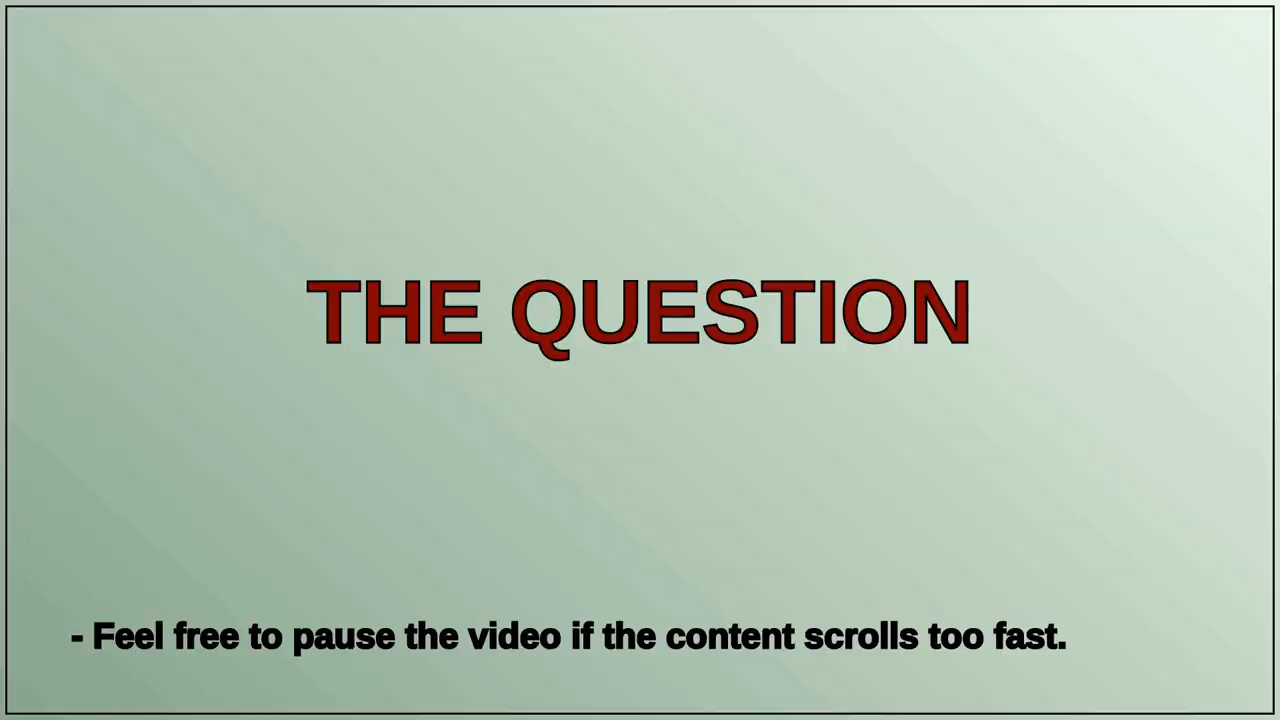 THE QUESTION
- Feel free to pause the video if the content scrolls too fast.